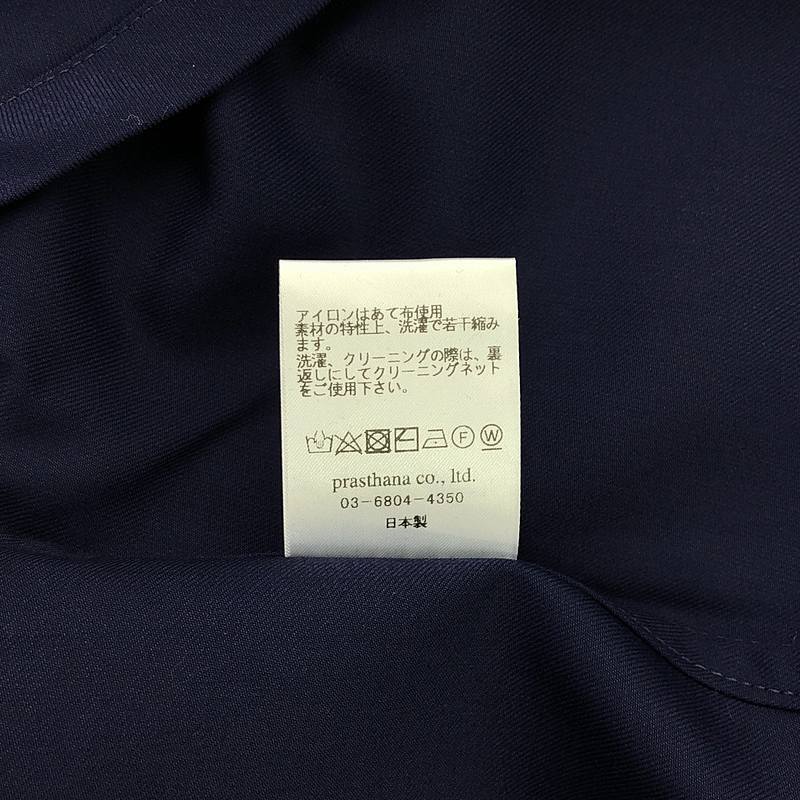 アイロンはあて布使用
素材の特性上、洗濯で若干縮み
ます。
洗濯、クリーニングの際は、裏
返しにしてクリーニングネット
をご使用下さい。
F W
prasthana co., ltd.
03-6804-4350
日本製